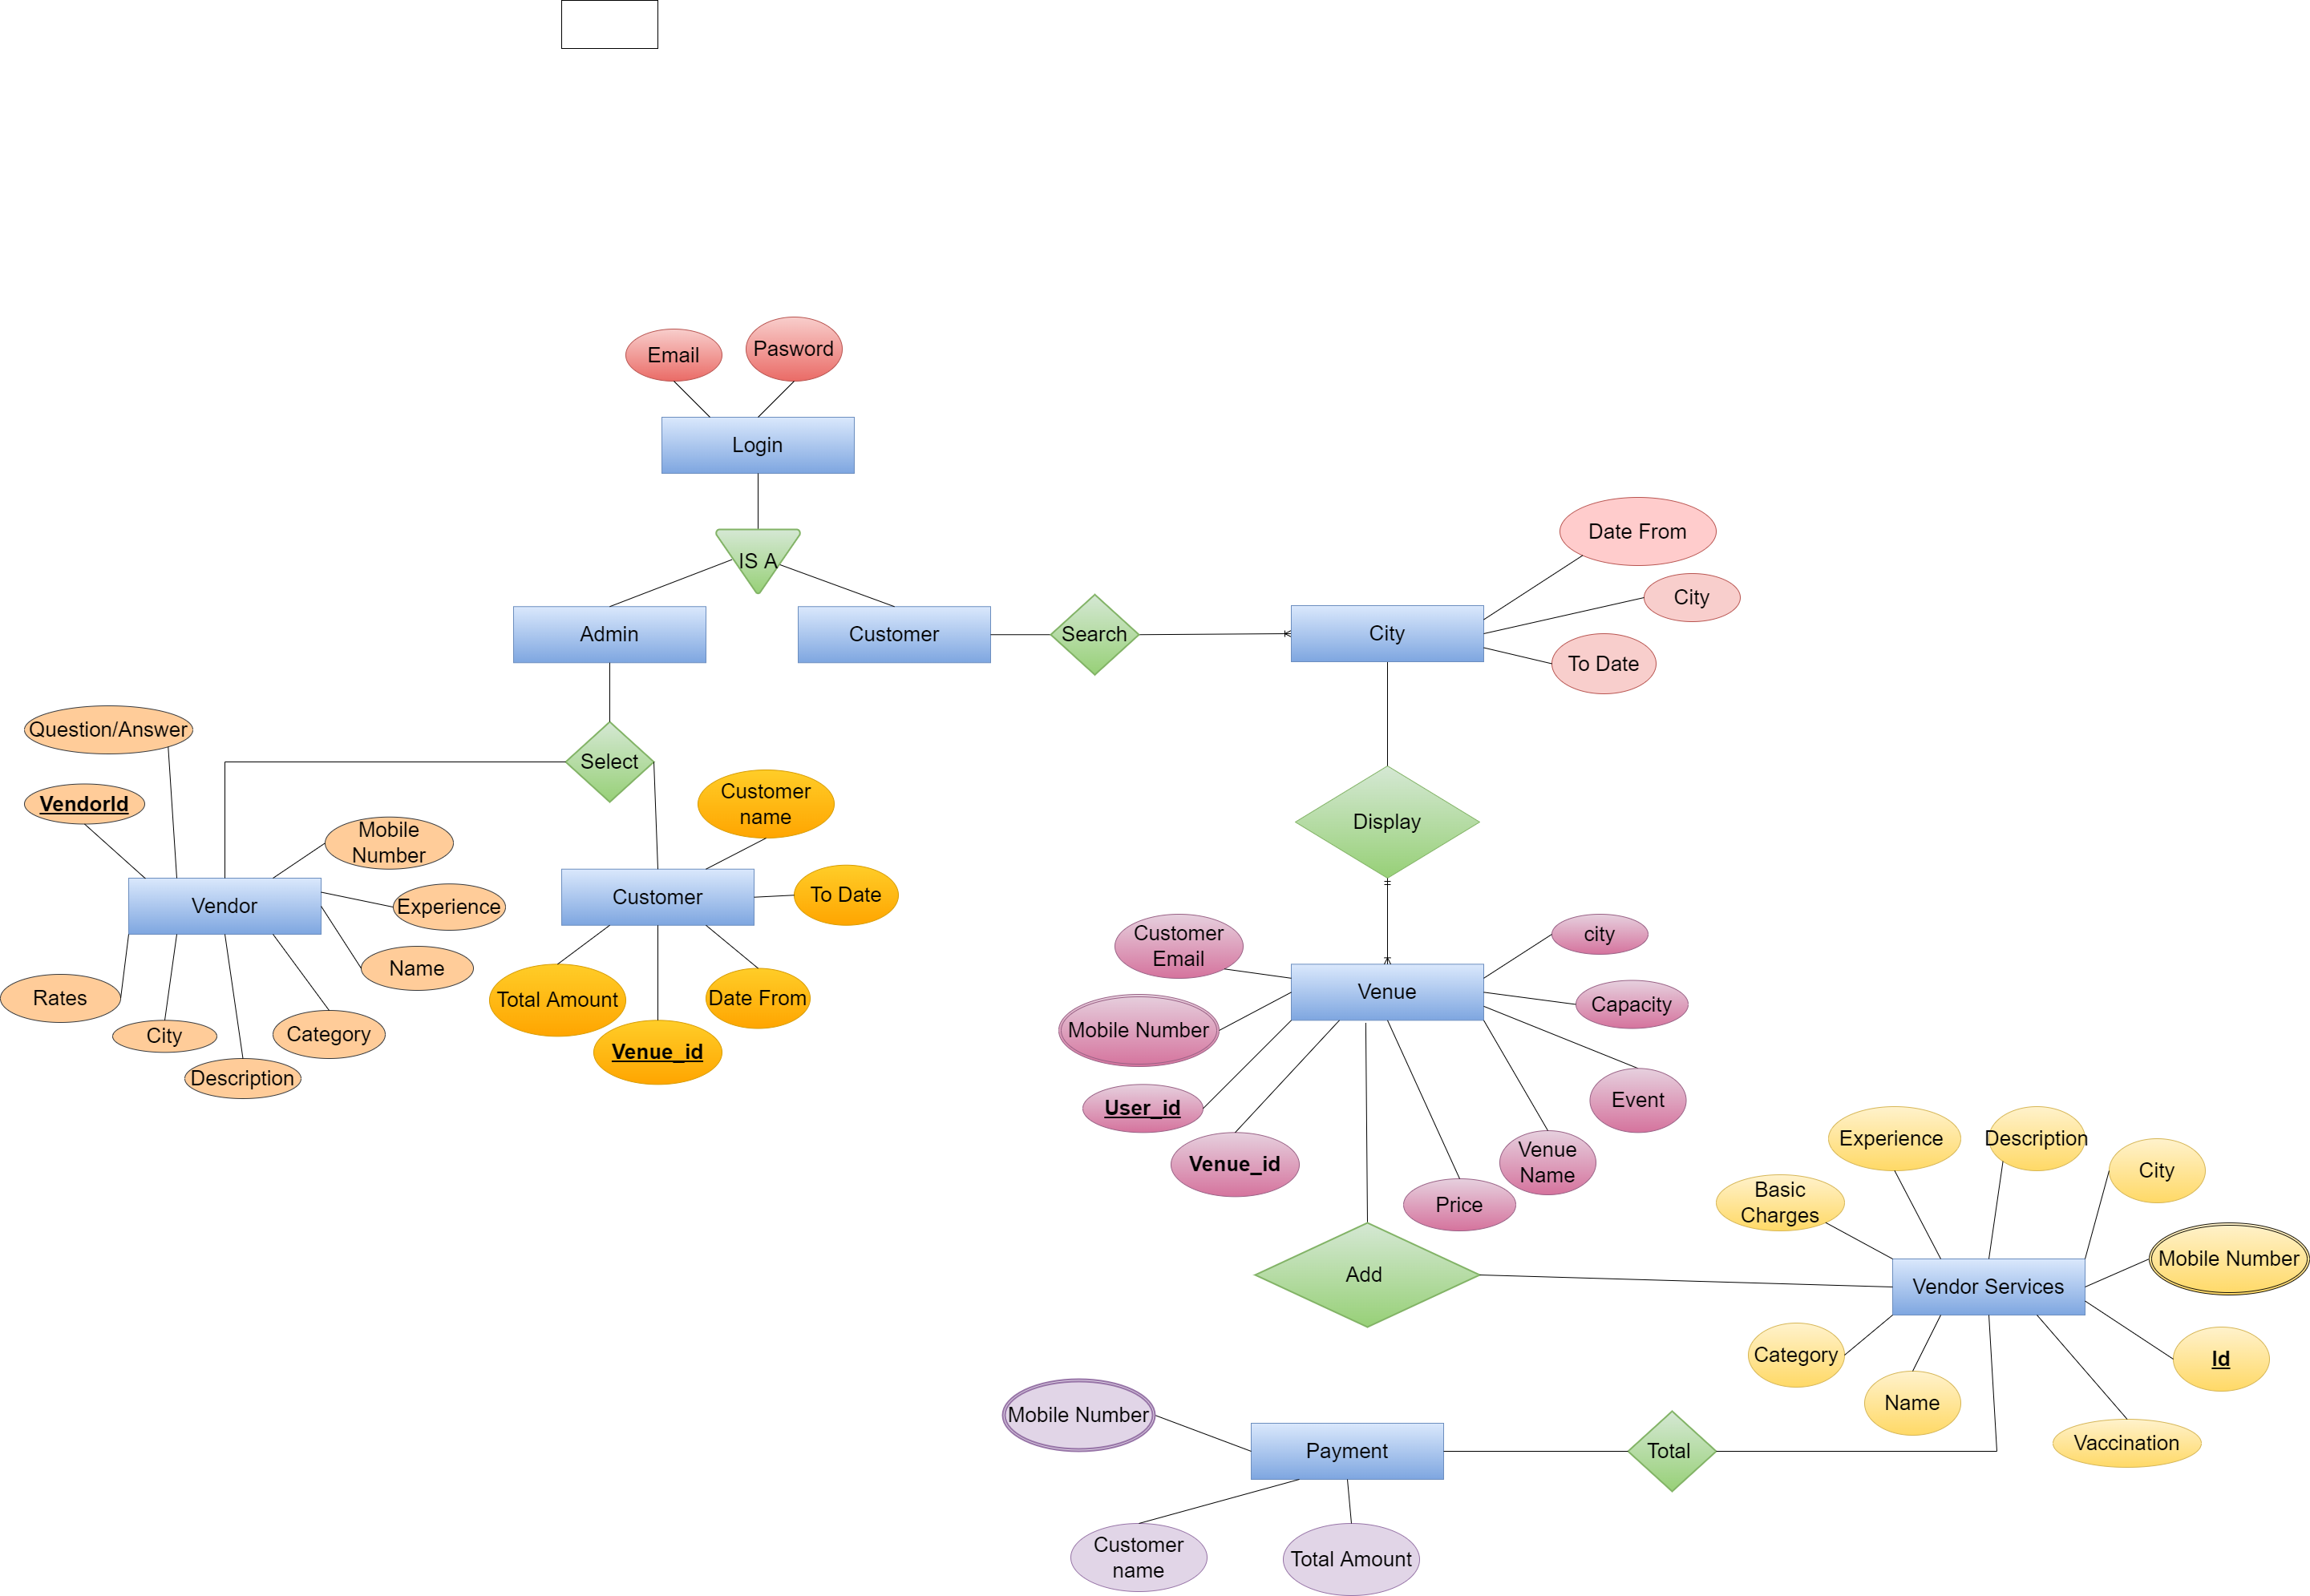 Email
Pasword
Login
IS A
Date From
City
To Date
Admin
Customer
Search
City
Question/Answer
Select
VendorId
Customer
name
Display
Mobile
Number
To Date
Experience
Vendor
Customer
Name
Rates
City
Category
Description
Total Amount
Date From
Venue_id
Customer
Email
city
Venue
Capacity
Mobile Number
User_id
Event
Venue_id
Venue
Name
Price
Experience
Description
City
Basic
Charges
Mobile Number
Add
Vendor Services
Category
Id
Name
Vaccination
Mobile Number
Payment
Total
Customer
name
Total Amount